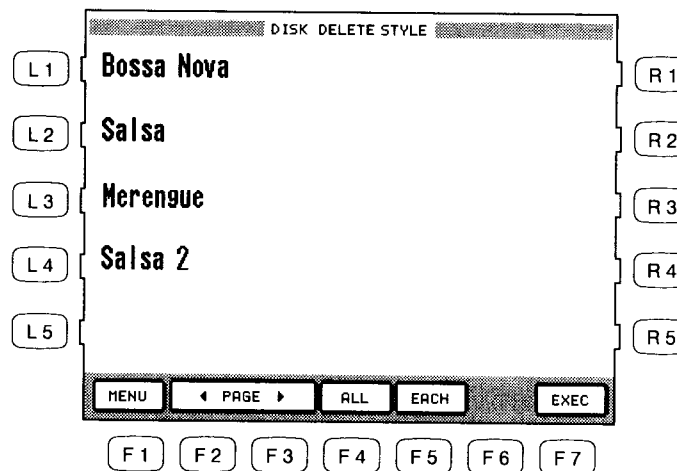 DISK DELETE STYLE
L1 Bossa Nova R1
L2 Salsa R2
L3 Merengue R3
L4 Salsa 2 R4
L5 R5
MENU ◀ PAGE ▶ ALL EACH EXEC
F1 F2 F3 F4 F5 F6 F7